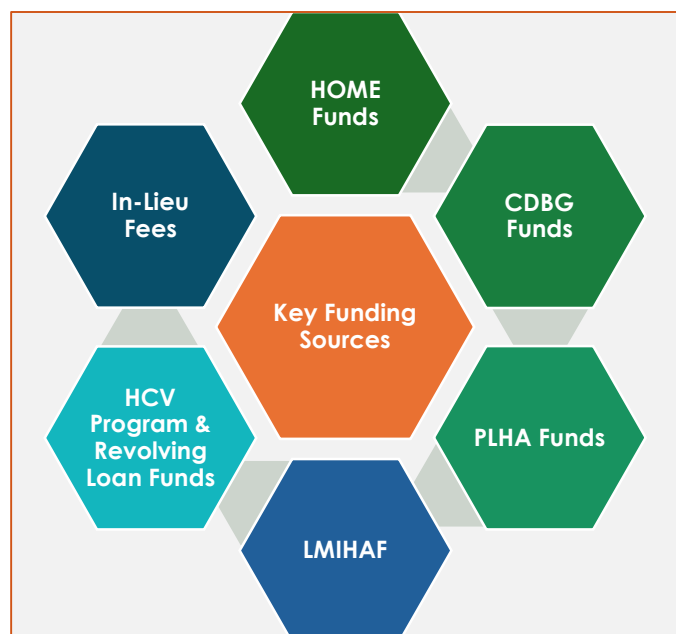 HOME
Funds
In-Lieu
Fees
CDBG
Funds
Key Funding
Sources
HCV
Program &
Revolving
Loan Funds
PLHA Funds
LMIHAF